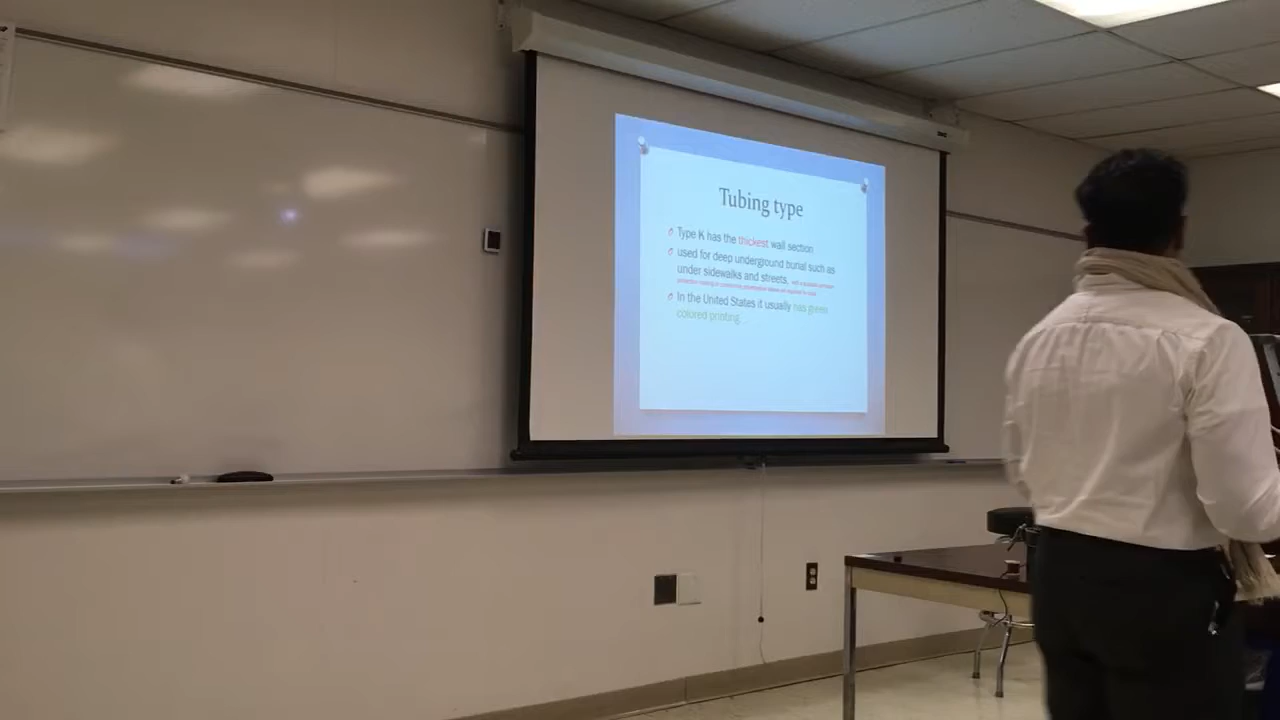 Tubing type
Type K has the thickest wall section
used for deep underground burial such as
under sidewalks and streets,
In the United States it usually has green
colored printing.